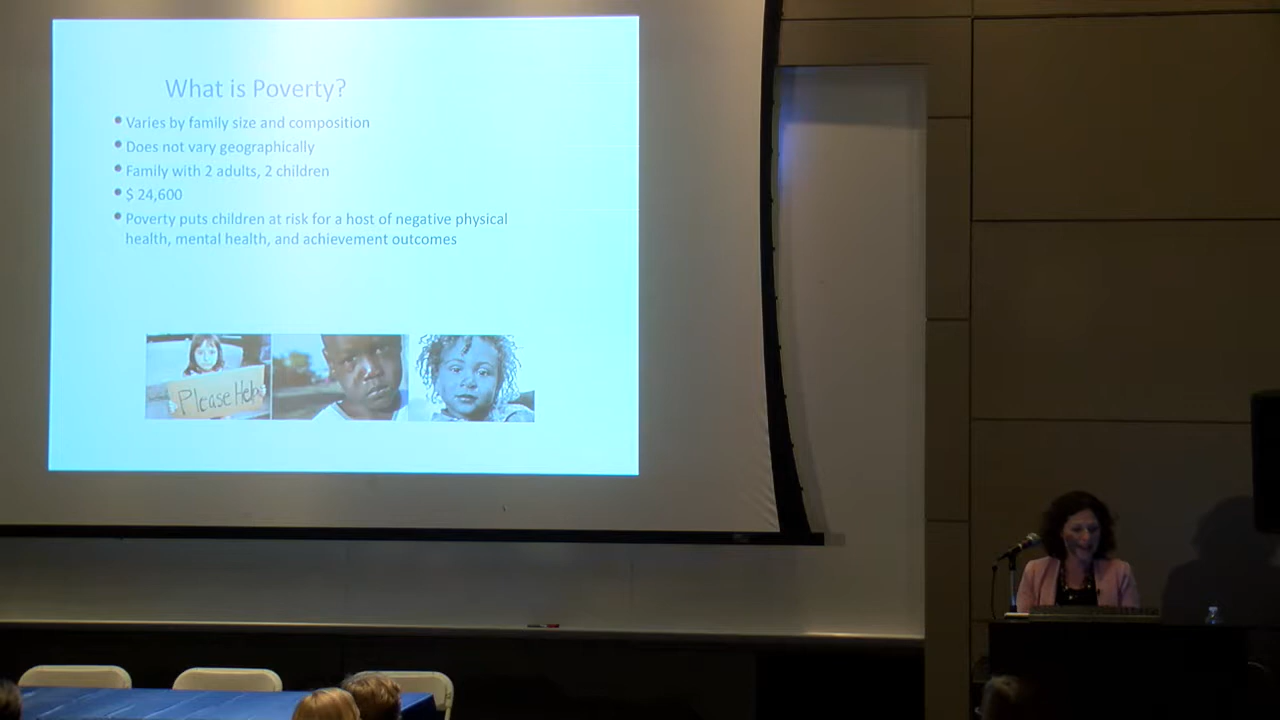 What is Poverty?
• Varies by family size and composition
• Does not vary geographically
• Family with 2 adults, 2 children
• $ 24,600
• Poverty puts children at risk for a host of negative physical
health, mental health, and achievement outcomes
Please Help